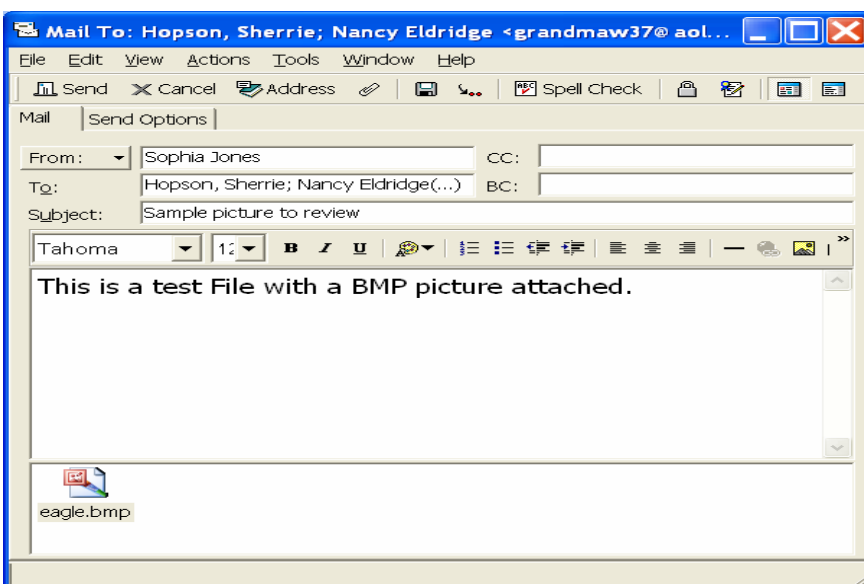 Mail To: Hopson, Sherrie; Nancy Eldridge <grandmaw37@ aol...
File Edit View Actions Tools Window Help
Send Cancel Address Spell Check
Mail Send Options
From: Sophia Jones CC:
To: Hopson, Sherrie; Nancy Eldridge(...) BC:
Subject: Sample picture to review
Tahoma 12 B I U
This is a test File with a BMP picture attached.
eagle.bmp